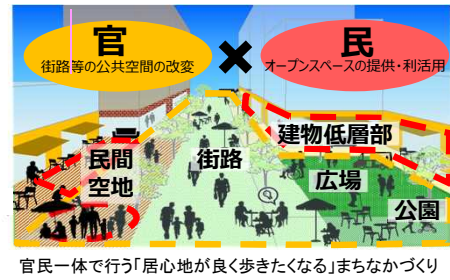 官
街路等の公共空間の改変
×
民
オープンスペースの提供・利活用
建物低層部
民間
空地
街路
広場
公園
官民一体で行う「居心地が良く歩きたくなる」まちなかづくり